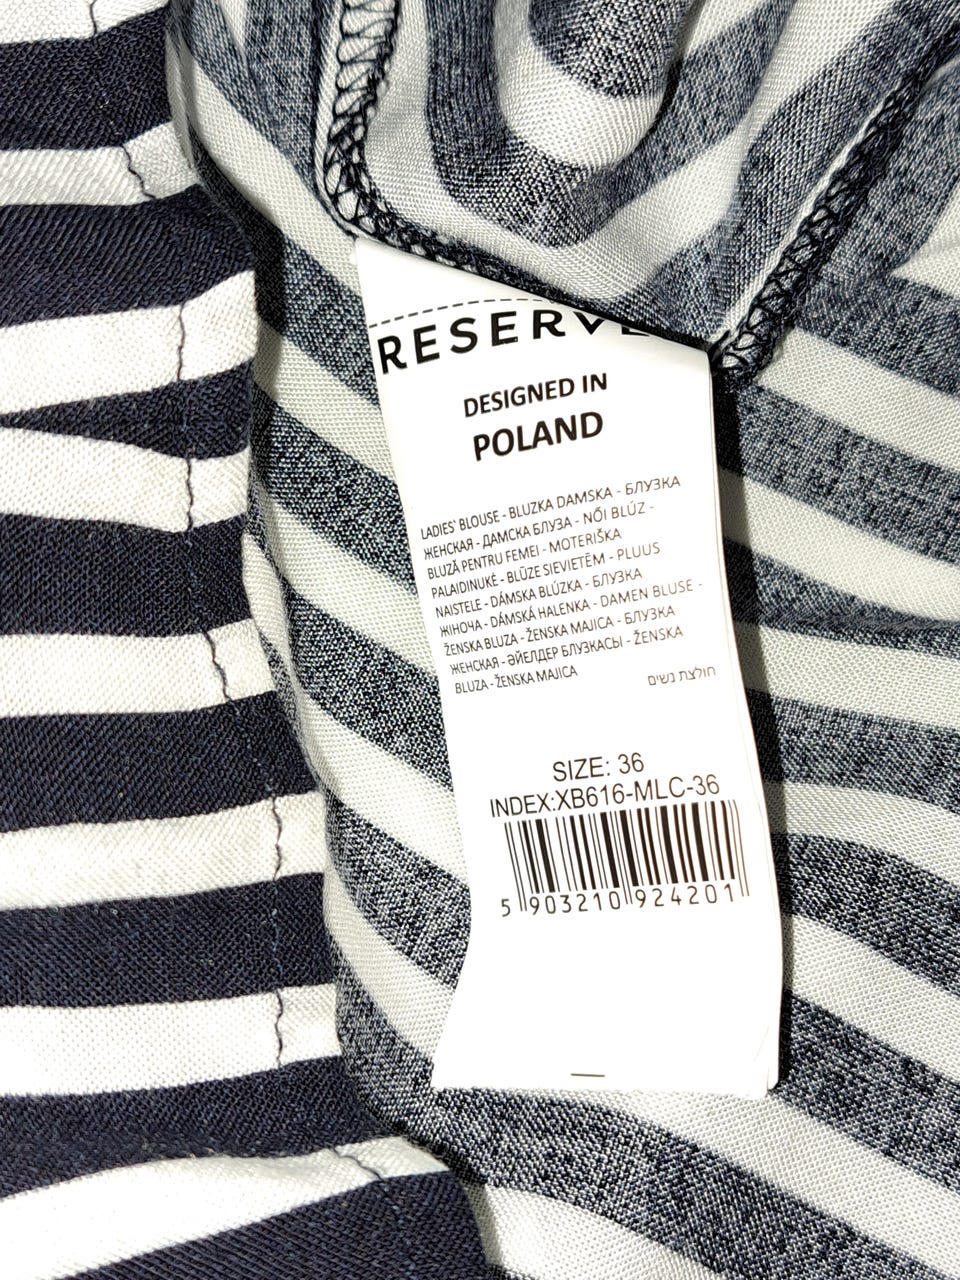 RESERVE
DESIGNED IN
POLAND
LADIES` BLOUSE - BLUZKA DAMSKA - БЛУЗКА
ЖЕНСКАЯ - ДАМСКА БЛУЗА - NŐI BLÚZ -
BLUZĂ PENTRU FEMEI - MOTERIŠKA
PALAIDINUKĖ - BLŪZE SIEVIETĒM - PLUUS
NAISTELE - DÁMSKA BLÚZKA - БЛУЗКА
ЖІНОЧА - DÁMSKÁ HALENKA - DAMEN BLUSE -
ŽENSKA BLUZA - ŽENSKA MAJICA - БЛУЗКА
ЖЕНСКАЯ - ӘЙЕЛДЕР БЛУЗКАСЫ - ŽENSKA
BLUZA - ŽENSKA MAJICA
חולצת נשים
SIZE: 36
INDEX:XB616-MLC-36
5 903210 924201